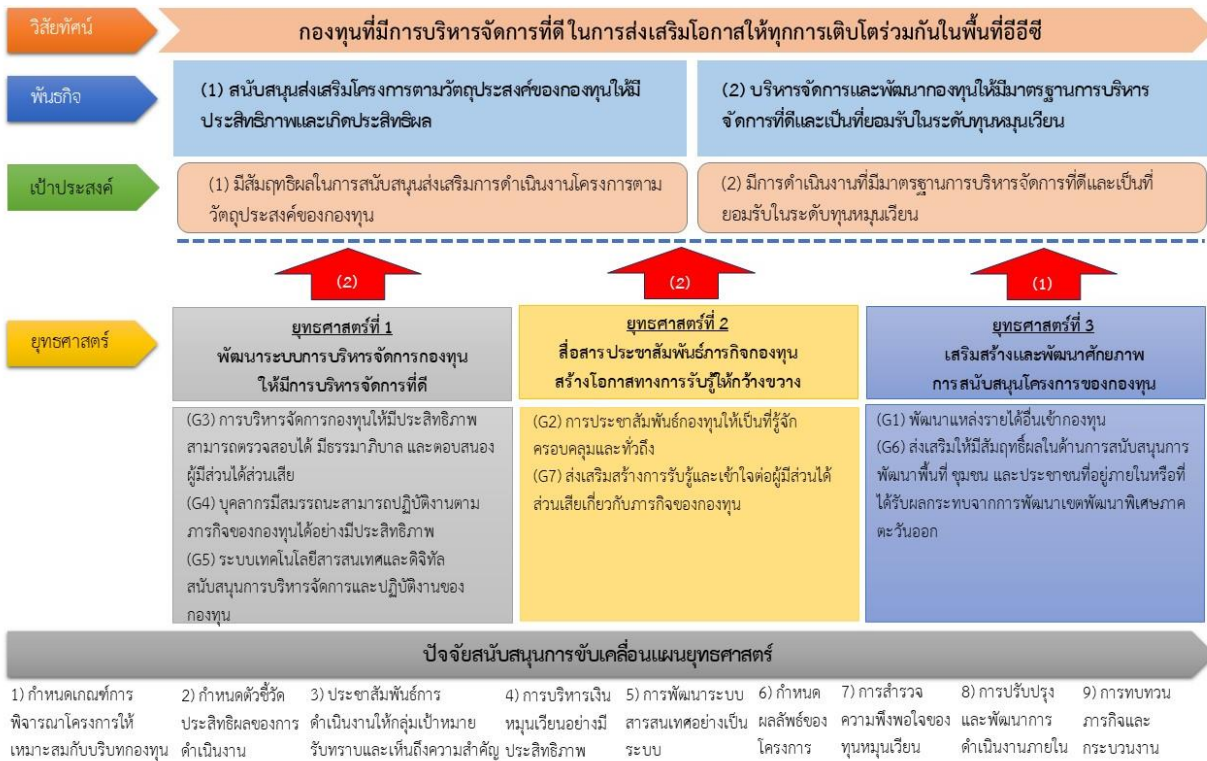 วิสัยทัศน์
กองทุนที่มีการบริหารจัดการที่ดี ในการส่งเสริมโอกาสให้ทุกการเติบโตร่วมกันในพื้นที่อีอีซี
พันธกิจ
(1) สนับสนุนส่งเสริมโครงการตามวัตถุประสงค์ของกองทุนให้มี
ประสิทธิภาพและเกิดประสิทธิผล
(2) บริหารจัดการและพัฒนากองทุนให้มีมาตรฐานการบริหาร
จัดการที่ดีและเป็นที่ยอมรับในระดับทุนหมุนเวียน
เป้าประสงค์
(1) มีสัมฤทธิผลในการสนับสนุนส่งเสริมการดำเนินงานโครงการตาม
วัตถุประสงค์ของกองทุน
(2) มีการดำเนินงานที่มีมาตรฐานการบริหารจัดการที่ดีและเป็นที่
ยอมรับในระดับทุนหมุนเวียน
(2)
(2)
(1)
ยุทธศาสตร์
ยุทธศาสตร์ที่ 1
พัฒนาระบบการบริหารจัดการกองทุน
ให้มีการบริหารจัดการที่ดี
(G3) การบริหารจัดการกองทุนให้มีประสิทธิภาพ
สามารถตรวจสอบได้ มีธรรมาภิบาล และตอบสนอง
ผู้มีส่วนได้ส่วนเสีย
(G4) บุคลากรมีสมรรถนะสามารถปฏิบัติงานตาม
ภารกิจของกองทุนได้อย่างมีประสิทธิภาพ
(G5) ระบบเทคโนโลยีสารสนเทศและดิจิทัล
สนับสนุนการบริหารจัดการและปฏิบัติงานของ
กองทุน
ยุทธศาสตร์ที่ 2
สื่อสารประชาสัมพันธ์ภารกิจกองทุน
สร้างโอกาสทางการรับรู้ให้กว้างขวาง
(G2) การประชาสัมพันธ์กองทุนให้เป็นที่รู้จัก
ครอบคลุมและทั่วถึง
(G7) ส่งเสริมสร้างการรับรู้และเข้าใจต่อผู้มีส่วนได้
ส่วนเสียเกี่ยวกับภารกิจของกองทุน
ยุทธศาสตร์ที่ 3
เสริมสร้างและพัฒนาศักยภาพ
การสนับสนุนโครงการของกองทุน
(G1) พัฒนาแหล่งรายได้อื่นเข้ากองทุน
(G6) ส่งเสริมให้มีสัมฤทธิ์ผลในด้านการสนับสนุนการ
พัฒนาพื้นที่ ชุมชน และประชาชนที่อยู่ภายในหรือที่
ได้รับผลกระทบจากการพัฒนาเขตพัฒนาพิเศษภาค
ตะวันออก
ปัจจัยสนับสนุนการขับเคลื่อนแผนยุทธศาสตร์
1) กำหนดเกณฑ์การ
พิจารณาโครงการให้
เหมาะสมกับบริบทกองทุน
2) กำหนดตัวชี้วัด
ประสิทธิผลของการ
ดำเนินงาน
3) ประชาสัมพันธ์การ
ดำเนินงานให้กลุ่มเป้าหมาย
รับทราบและเห็นถึงความสำคัญ
4) การบริหารเงิน
หมุนเวียนอย่างมี
ประสิทธิภาพ
5) การพัฒนาระบบ
สารสนเทศอย่างเป็น
ระบบ
6) กำหนด
ผลลัพธ์ของ
โครงการ
7) การสำรวจ
ความพึงพอใจของ
ทุนหมุนเวียน
8) การปรับปรุง
และพัฒนาการ
ดำเนินงานภายใน
9) การทบทวน
ภารกิจและ
กระบวนงาน